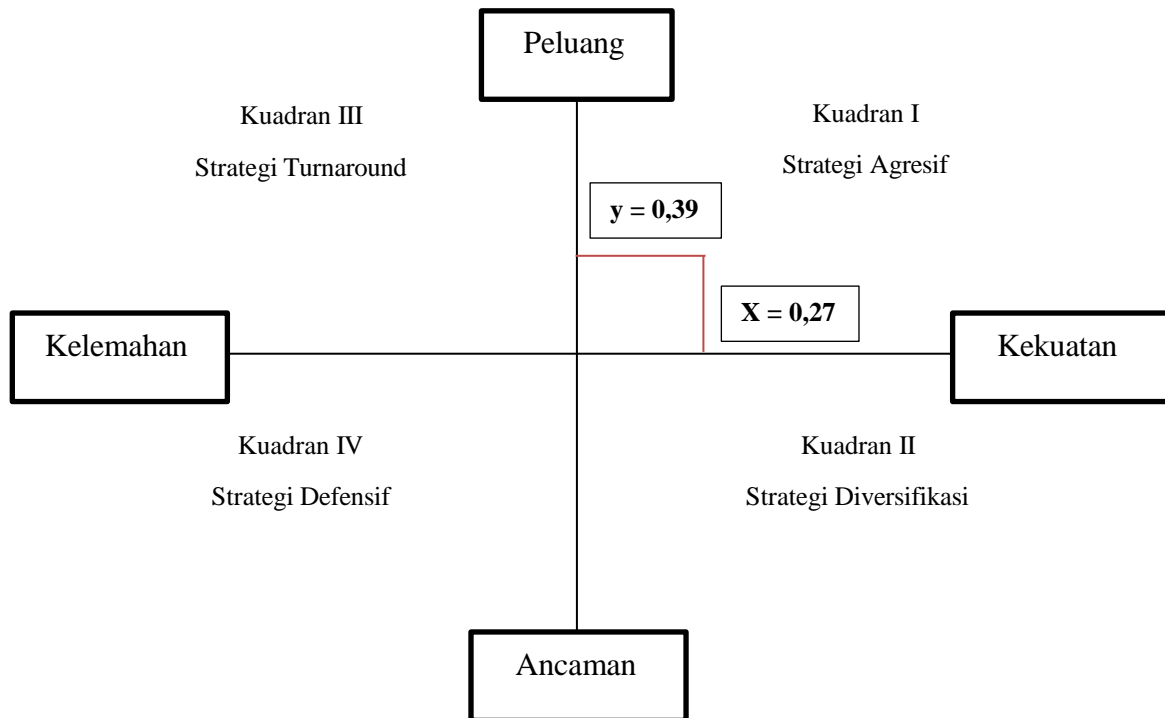 Peluang
Kuadran III
Strategi Turnaround
Kuadran I
Strategi Agresif
y = 0,39
X = 0,27
Kelemahan
Kekuatan
Kuadran IV
Strategi Defensif
Kuadran II
Strategi Diversifikasi
Ancaman